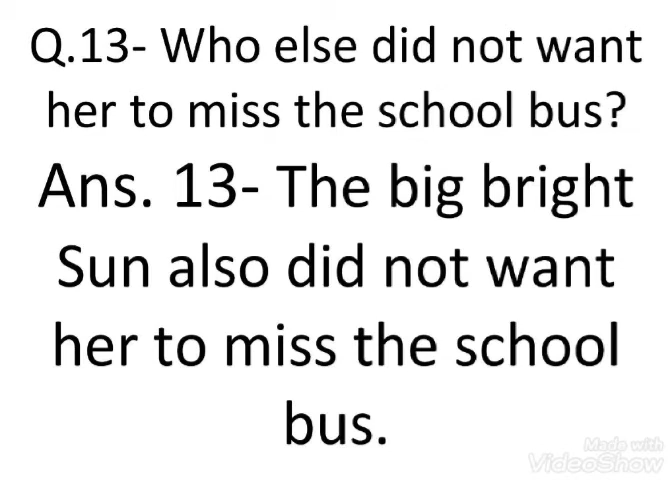 Q.13- Who else did not want
her to miss the school bus?
Ans. 13- The big bright
Sun also did not want
her to miss the school
bus.
Made with
VideoShow